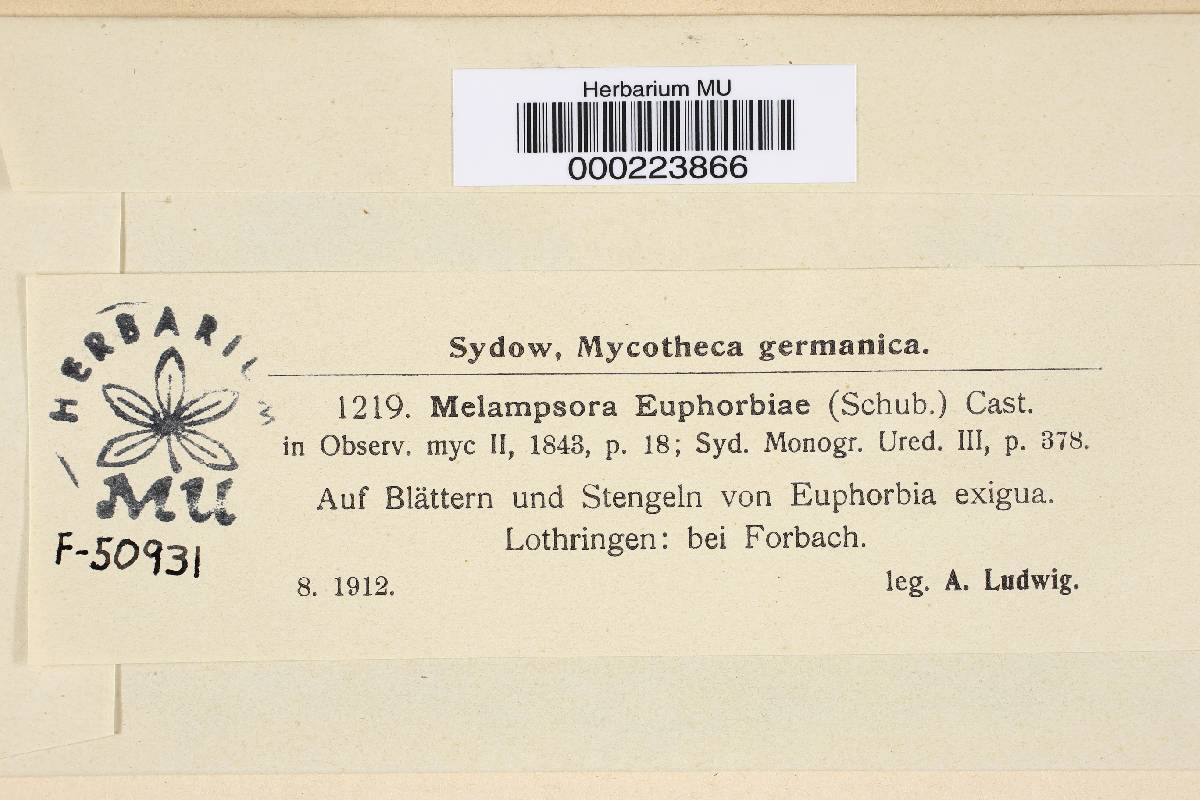 Herbarium MU
000223866
HERBARIU
MU
F-50931
Sydow, Mycotheca germanica.
1219. Melampsora Euphorbiae (Schub.) Cast.
in Observ. myc II, 1843, p. 18; Syd. Monogr. Ured. III, p. 378.
Auf Blättern und Stengeln von Euphorbia exigua.
Lothringen: bei Forbach.
8. 1912.
leg. A. Ludwig.